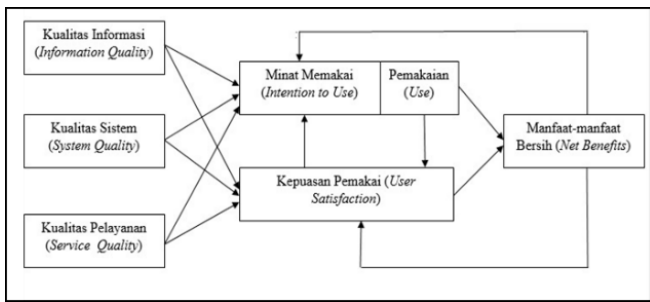 Kualitas Informasi
(Information Quality)
Kualitas Sistem
(System Quality)
Kualitas Pelayanan
(Service Quality)
Minat Memakai
(Intention to Use)
Pemakaian
(Use)
Kepuasan Pemakai (User
Satisfaction)
Manfaat-manfaat
Bersih (Net Benefits)